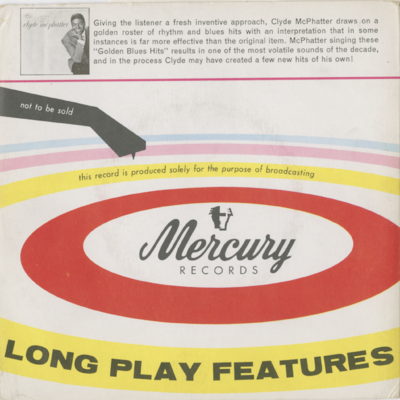 clyde mcphatter
Giving the listener a fresh inventive approach, Clyde McPhatter draws on a
golden roster of rhythm and blues hits with an interpretation that in some
instances is far more effective than the original item. McPhatter singing these
"Golden Blues Hits" results in one of the most volatile sounds of the decade,
and in the process Clyde may have created a few new hits of his own!
not to be sold
this record is produced solely for the purpose of broadcasting
Mercury
RECORDS
LONG PLAY FEATURES